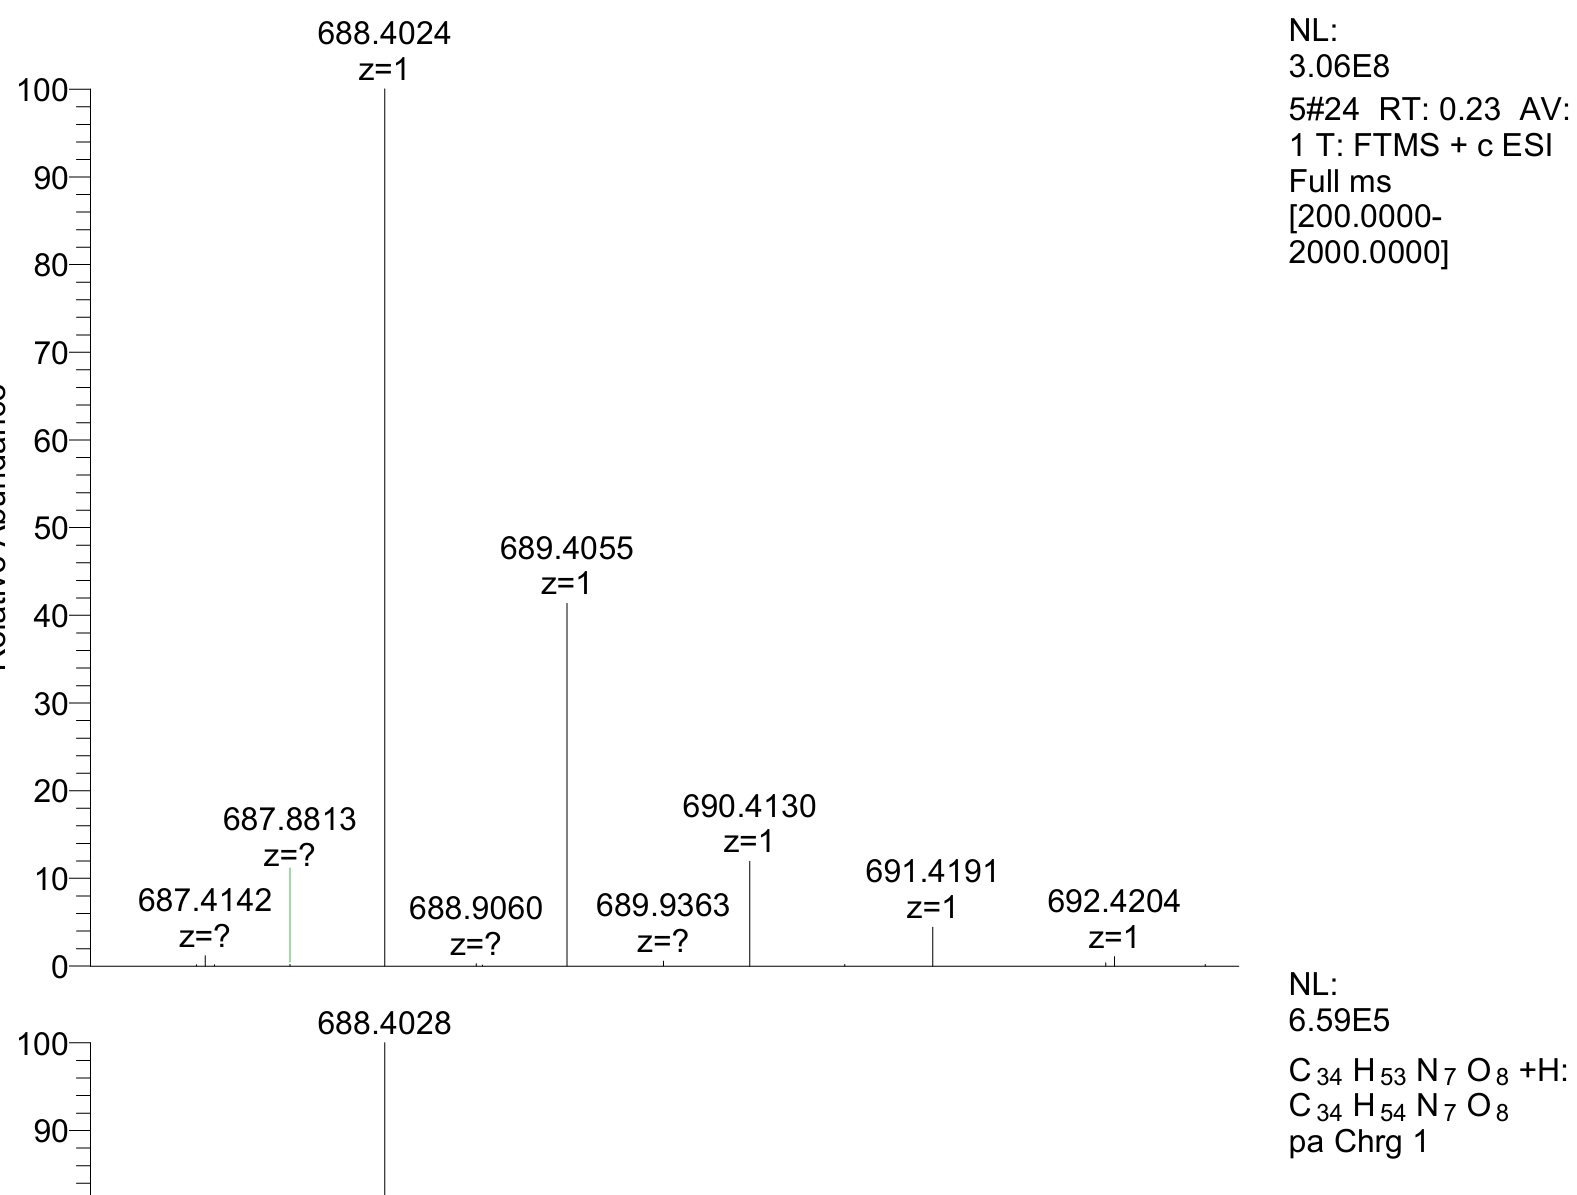 688.4024
z=1
100
90
80
70
60
50
40
30
20
10
0
689.4055
z=1
690.4130
z=1
687.8813
z=?
691.4191
z=1
687.4142
z=?
688.9060
z=?
689.9363
z=?
692.4204
z=1
NL:
3.06E8
5#24 RT: 0.23 AV:
1 T: FTMS + c ESI
Full ms
[200.0000-
2000.0000]
688.4028
100
90
NL:
6.59E5
C 34 H 53 N 7 O 8 +H:
C 34 H 54 N 7 O 8
pa Chrg 1